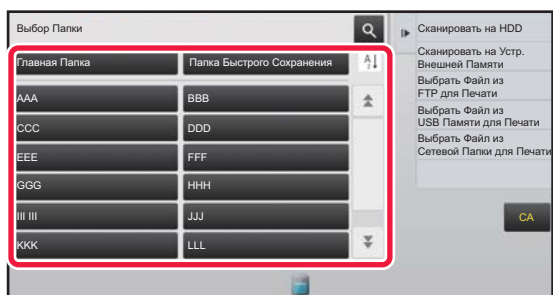 Выбор Папки
Главная Папка
Папка Быстрого Сохранения
AAA
BBB
CCC
DDD
EEE
FFF
GGG
HHH
III III
JJJ
KKK
LLL
Сканировать на HDD
Сканировать на Устр.
Внешней Памяти
Выбрать Файл из
FTP для Печати
Выбрать Файл из
USB Памяти для Печати
Выбрать Файл из
Сетевой Папки для Печати
CA